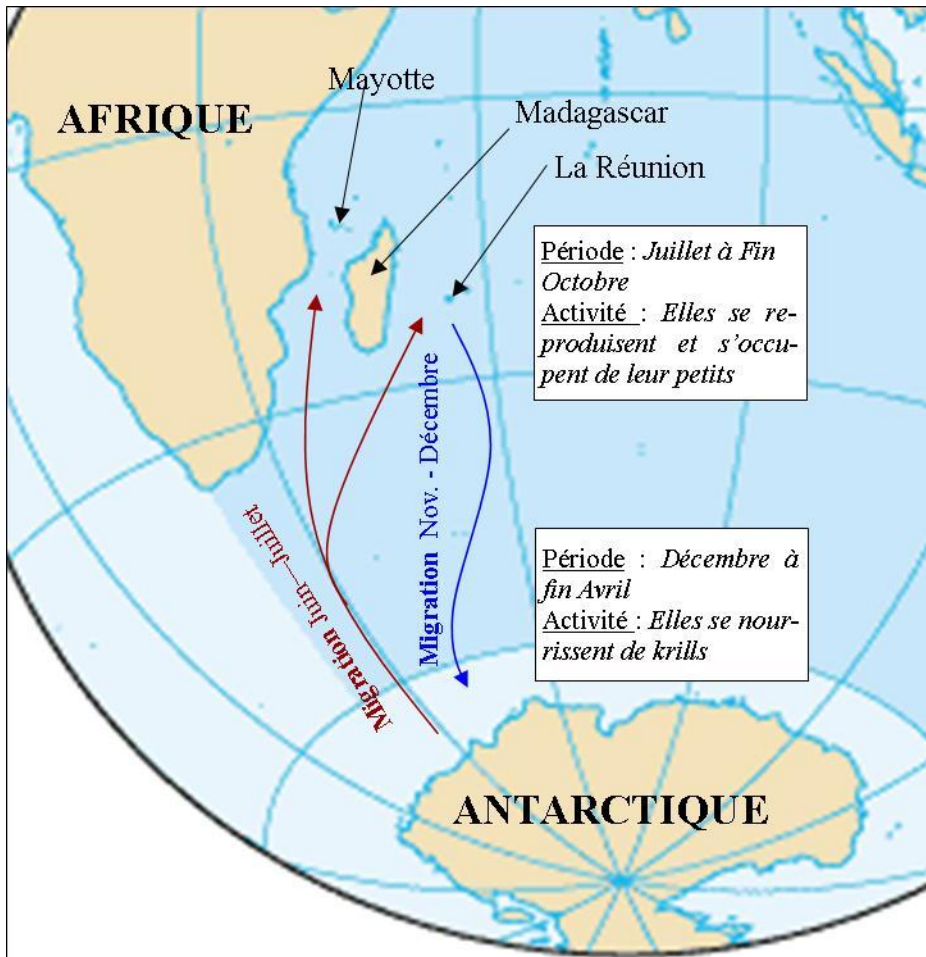 Mayotte
AFRIQUE
Madagascar
La Réunion
Période : Juillet à Fin
Octobre
Activité : Elles se re-
produisent et s’occu-
pent de leur petits
Migration Nov. - Décembre
Migration Juin—Juillet
Période : Décembre à
fin Avril
Activité : Elles se nour-
rissent de krills
ANTARCTIQUE